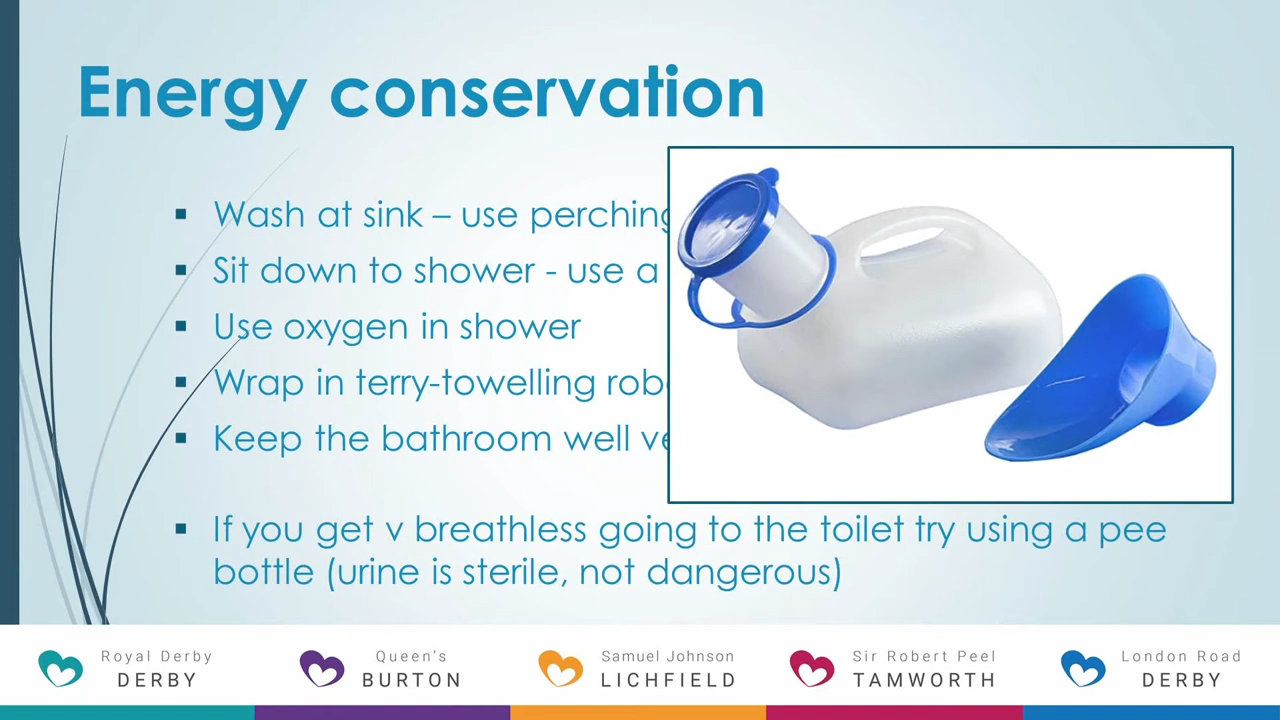 Energy conservation
▪ Wash at sink – use perching
▪ Sit down to shower - use a
▪ Use oxygen in shower
▪ Wrap in terry-towelling
▪ Keep the bathroom well
▪ If you get v breathless going to the toilet try using a pee
bottle (urine is sterile, not dangerous)
Royal Derby
DERBY
Queen's
BURTON
Samuel Johnson
LICHFIELD
Sir Robert Peel
TAMWORTH
London Road
DERBY